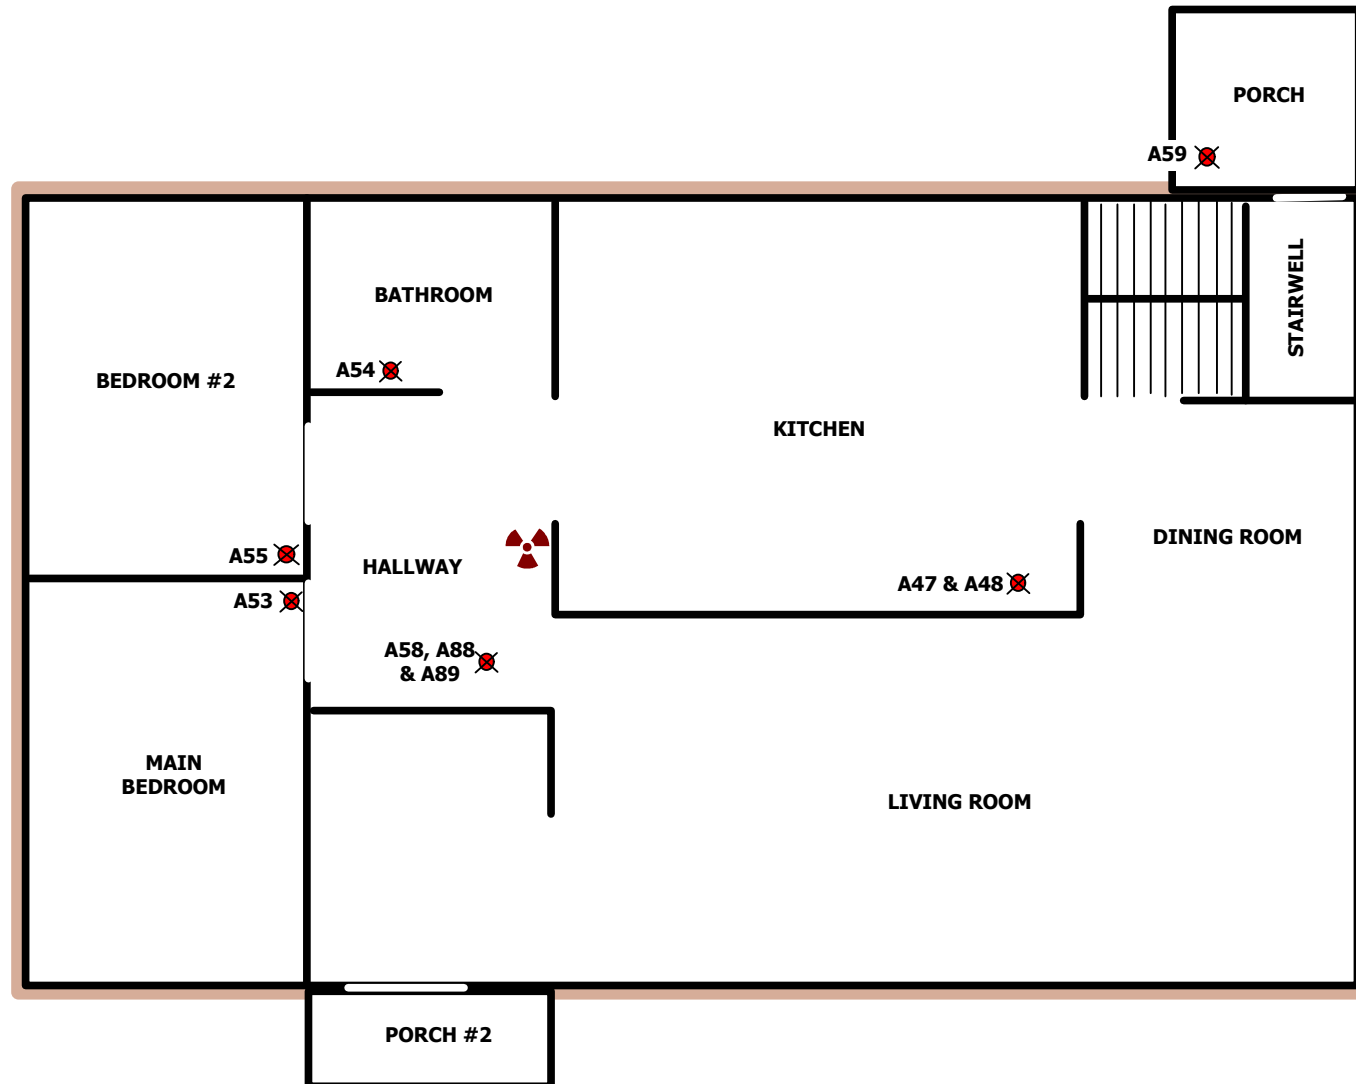 PORCH
A59
BATHROOM
STAIRWELL
A54
BEDROOM #2
KITCHEN
DINING ROOM
A55
HALLWAY
A47 & A48
A53
A58, A88
& A89
MAIN
BEDROOM
LIVING ROOM
PORCH #2